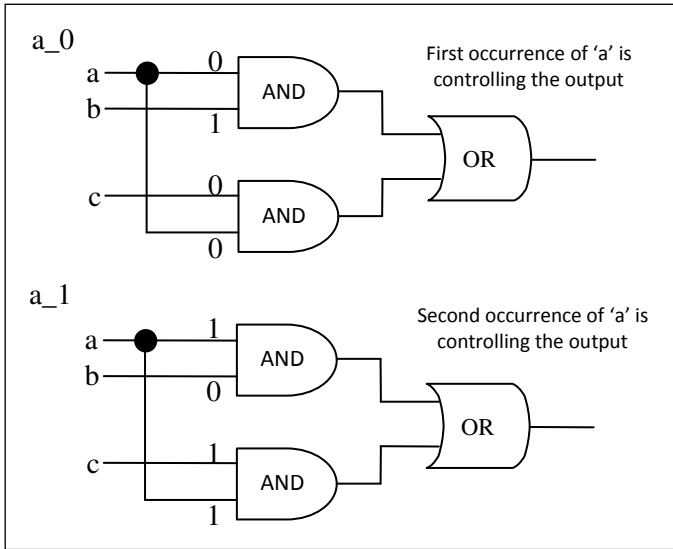 a_0
First occurrence of ‘a’ is
controlling the output
a
0
AND
b
1
OR
c
0
AND
0
a_1
Second occurrence of ‘a’ is
controlling the output
a
1
AND
b
0
OR
c
1
AND
1